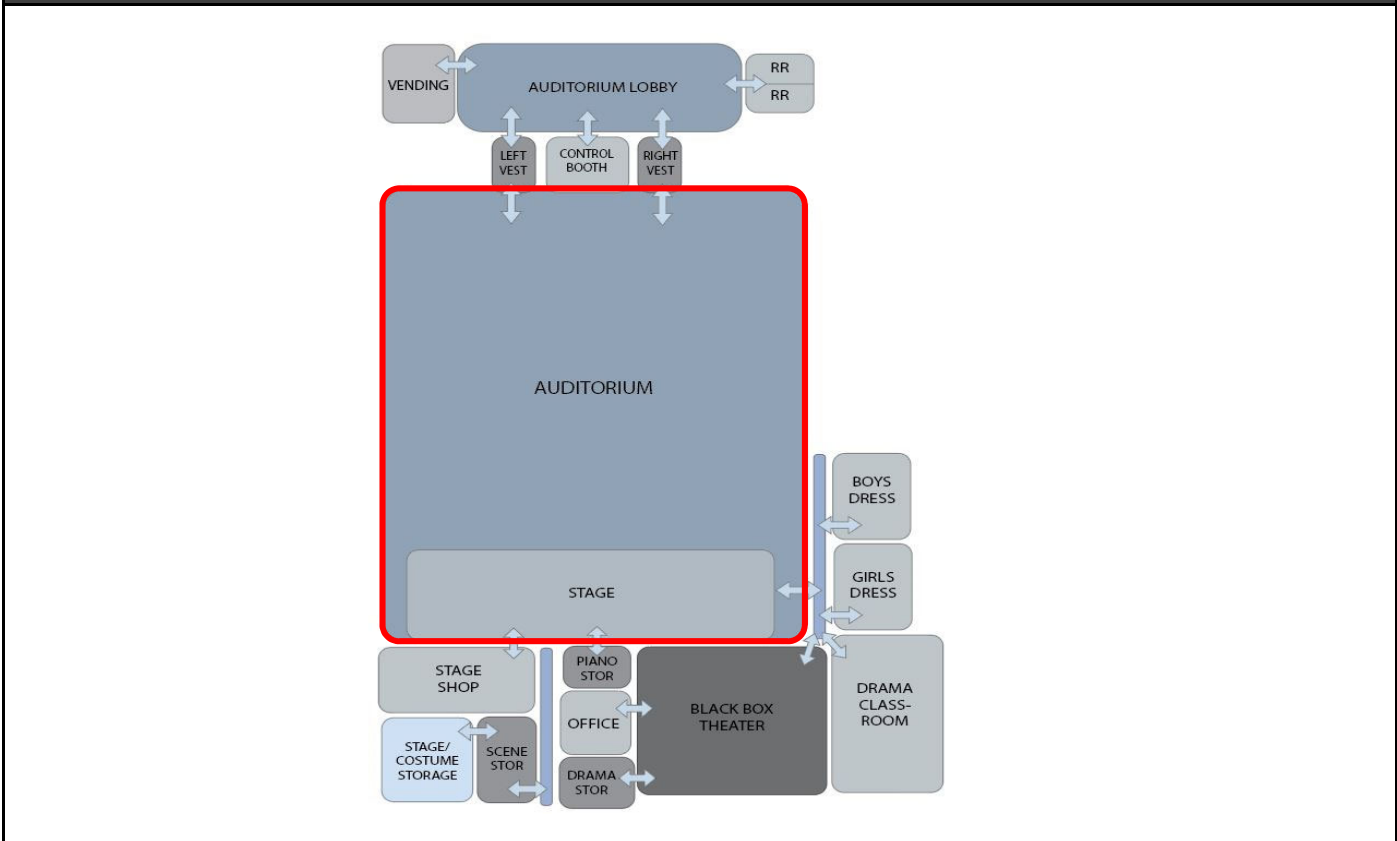 VENDING
AUDITORIUM LOBBY
RR
RR
LEFT
VEST
CONTROL
BOOTH
RIGHT
VEST
AUDITORIUM
BOYS
DRESS
STAGE
GIRLS
DRESS
STAGE
SHOP
PIANO
STOR
OFFICE
BLACK BOX
THEATER
DRAMA
CLASS-
ROOM
STAGE/
COSTUME
STORAGE
SCENE
STOR
DRAMA
STOR